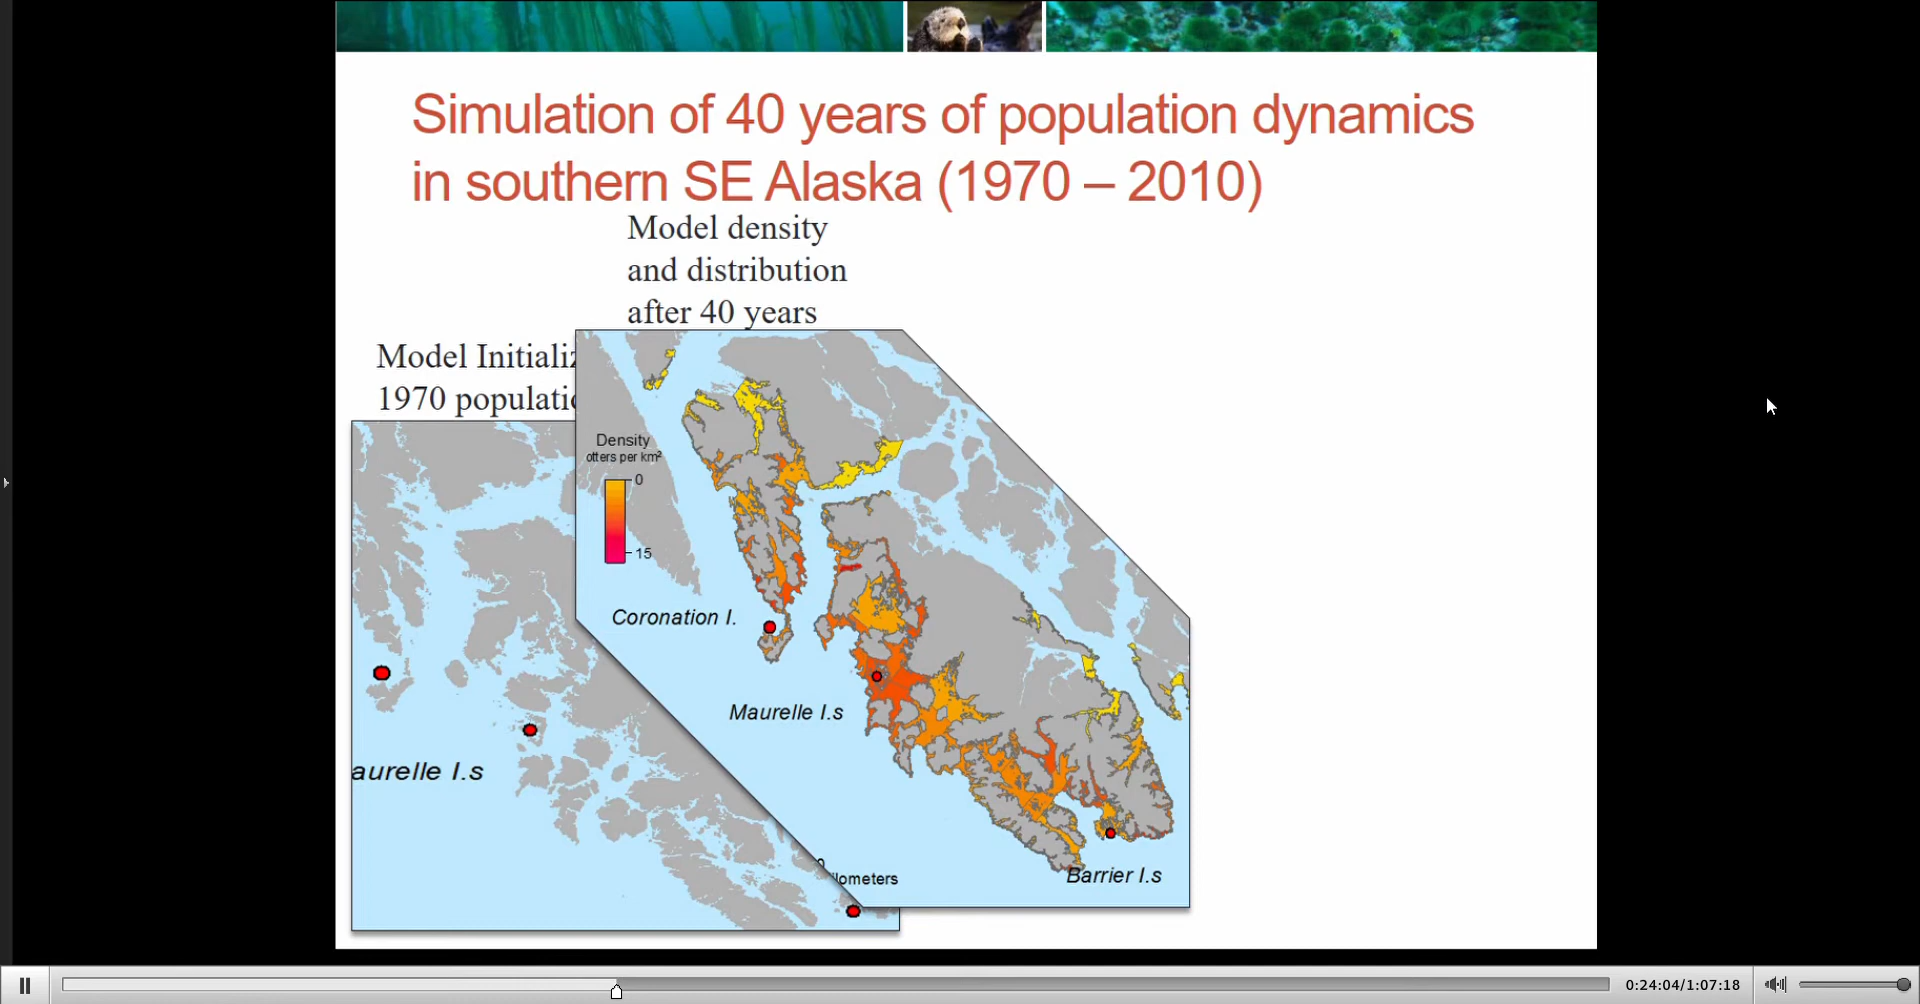 Simulation of 40 years of population dynamics
in southern SE Alaska (1970 – 2010)
Model density
and distribution
after 40 years
Model Initializ
1970 populatio
Density
otters per km²
0
15
Coronation I.
Maurelle I.s
Barrier I.s
aurelle I.s
0
ilometers
0:24:04/1:07:18